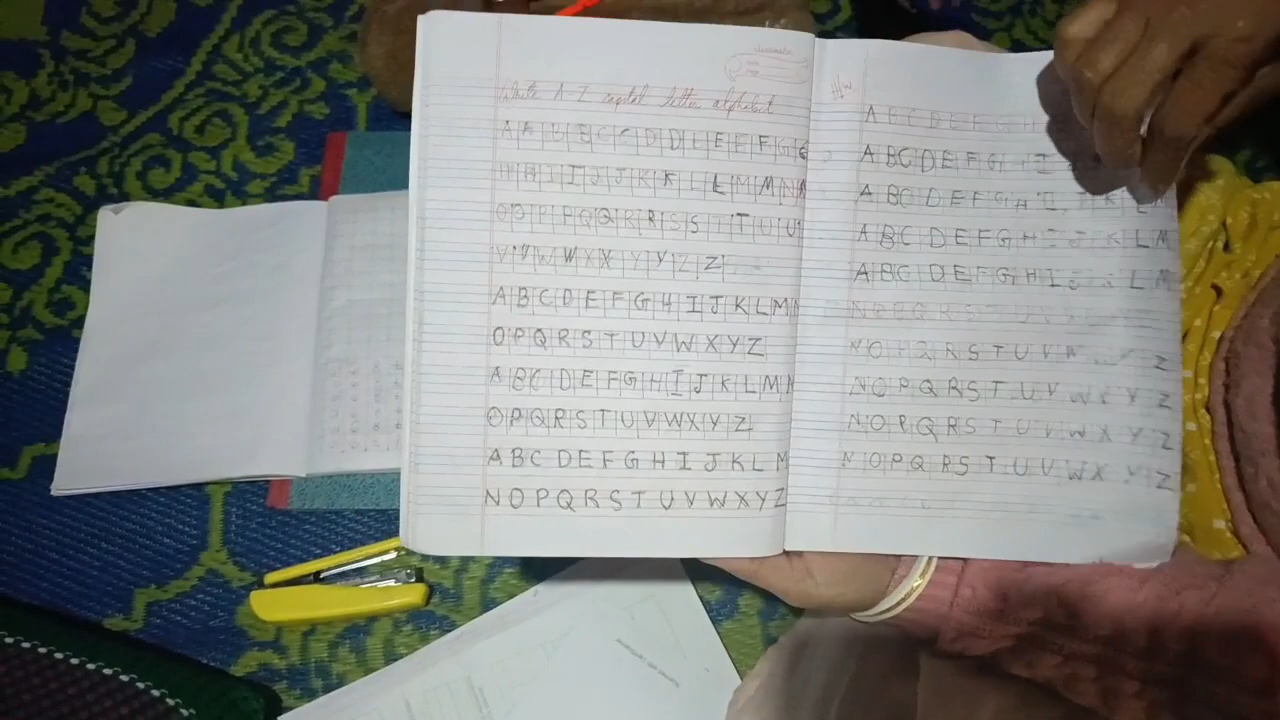 Write A-Z capital letter alphabet
A A B B C C D D E E F F G G
H H I I J J K K L L M M N N
O O P P Q Q R R S S T T U U
V V W W X X Y Y Z Z
A B C D E F G H I J K L M N
O P Q R S T U V W X Y Z
A B C D E F G H I J K L M N
O P Q R S T U V W X Y Z
A B C D E F G H I J K L M
N O P Q R S T U V W X Y Z
H/W
A B C D E F G H
A B C D E F G H I
A B C D E F G H I K L M
A B C D E F G H I J K L M
A B C D E F G H I L M
N O P Q R S T U V
N O P Q R S T U V W Z
N O P Q R S T U V W X Y Z
N O P Q R S T U V W X Y Z
N O P Q R S T U V W X Y Z